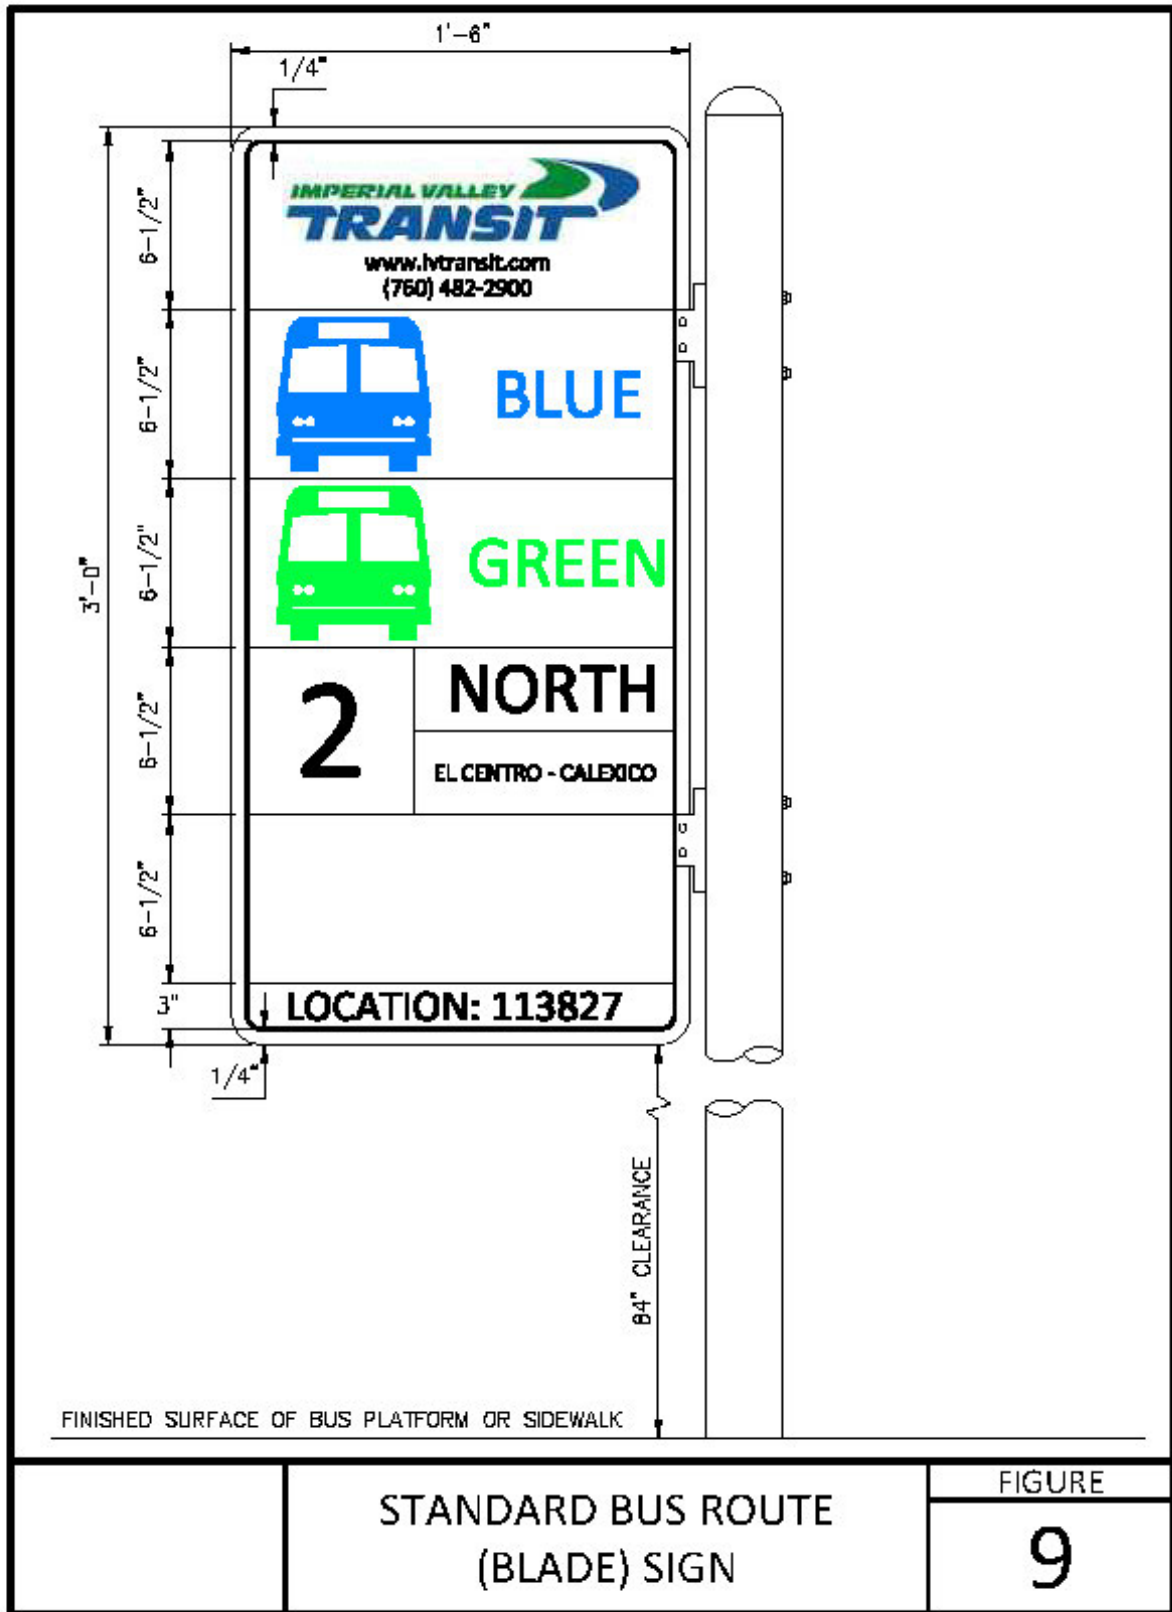 1'-6"
1/4"
6-1/2"
IMPERIAL VALLEY
TRANSIT
www.ivtransit.com
(760) 482-2900
6-1/2"
BLUE
6-1/2"
GREEN
3'-0"
6-1/2"
2
NORTH
EL CENTRO - CALEXICO
6-1/2"
3"
LOCATION: 113827
1/4"
84" CLEARANCE
FINISHED SURFACE OF BUS PLATFORM OR SIDEWALK
STANDARD BUS ROUTE
(BLADE) SIGN
FIGURE
9